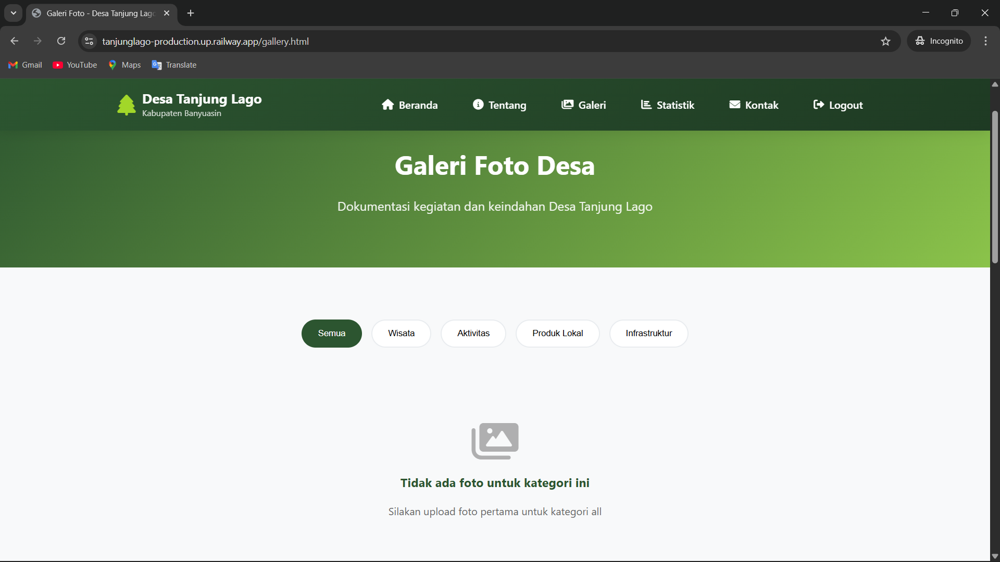 Galeri Foto - Desa Tanjung Lago
tanjunglago-production.up.railway.app/gallery.html
Incognito
Gmail
YouTube
Maps
Translate
Desa Tanjung Lago
Kabupaten Banyuasin
Beranda
Tentang
Galeri
Statistik
Kontak
Logout
Galeri Foto Desa
Dokumentasi kegiatan dan keindahan Desa Tanjung Lago
Semua
Wisata
Aktivitas
Produk Lokal
Infrastruktur
Tidak ada foto untuk kategori ini
Silakan upload foto pertama untuk kategori all